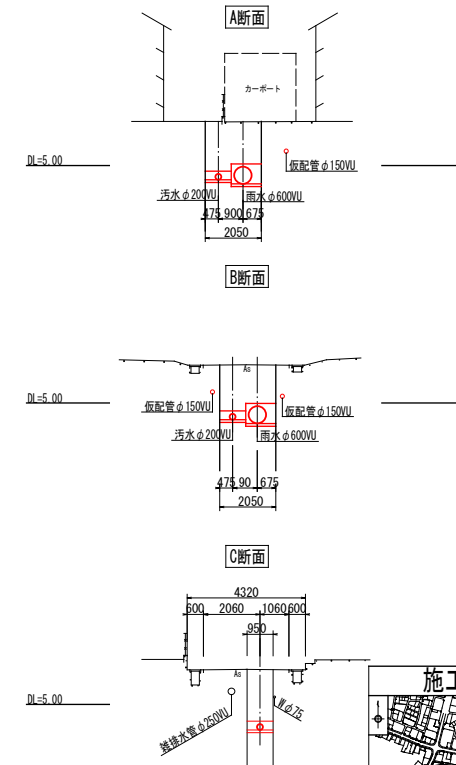 A断面
カーポート
DL=5.00
仮配管φ150VU
汚水φ200VU
雨水φ600VU
475 900 675
2050
B断面
As
DL=5.00
仮配管φ150VU
仮配管φ150VU
汚水φ200VU
雨水φ600VU
475 90 675
2050
C断面
4320
600 2060 1060 600
950
As
DL=5.00
雑排水管φ250VU
Wφ75
施工